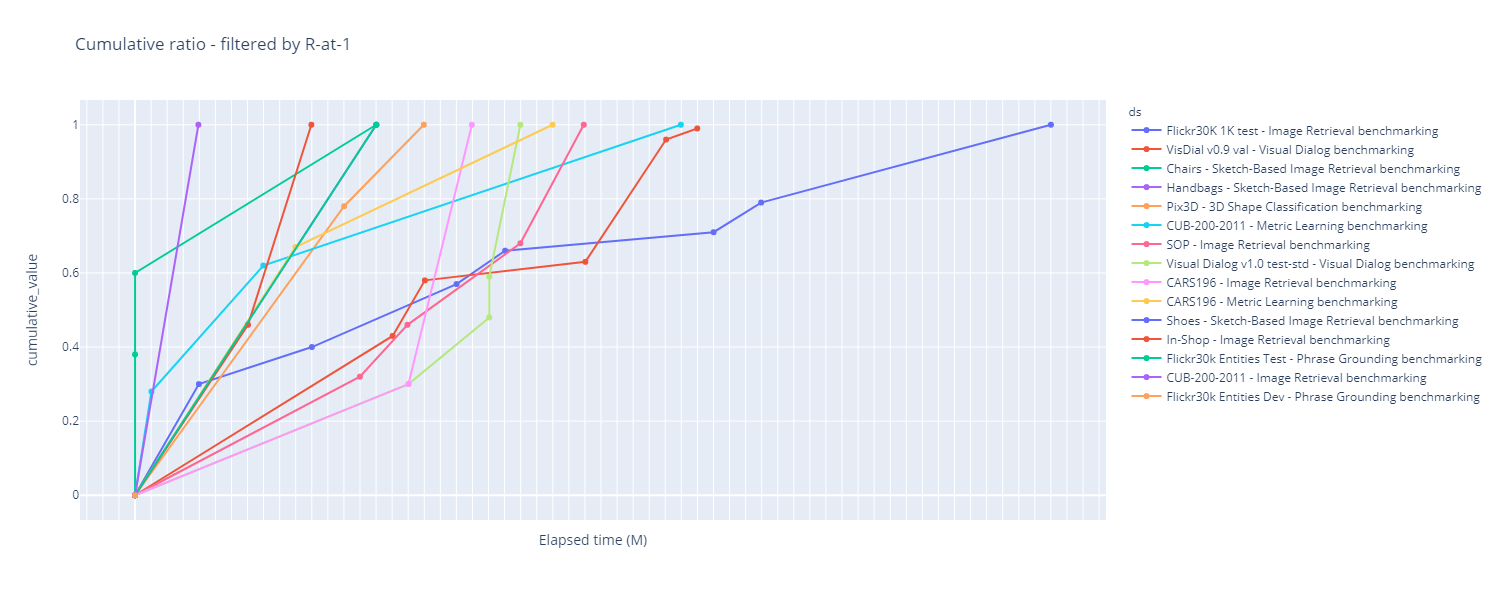 Cumulative ratio - filtered by R-at-1
1
0.8
0.6
0.4
0.2
0
cumulative_value
Elapsed time (M)
ds
Flickr30K 1K test - Image Retrieval benchmarking
VisDial v0.9 val - Visual Dialog benchmarking
Chairs - Sketch-Based Image Retrieval benchmarking
Handbags - Sketch-Based Image Retrieval benchmarking
Pix3D - 3D Shape Classification benchmarking
CUB-200-2011 - Metric Learning benchmarking
SOP - Image Retrieval benchmarking
Visual Dialog v1.0 test-std - Visual Dialog benchmarking
CARS196 - Image Retrieval benchmarking
CARS196 - Metric Learning benchmarking
Shoes - Sketch-Based Image Retrieval benchmarking
In-Shop - Image Retrieval benchmarking
Flickr30k Entities Test - Phrase Grounding benchmarking
CUB-200-2011 - Image Retrieval benchmarking
Flickr30k Entities Dev - Phrase Grounding benchmarking